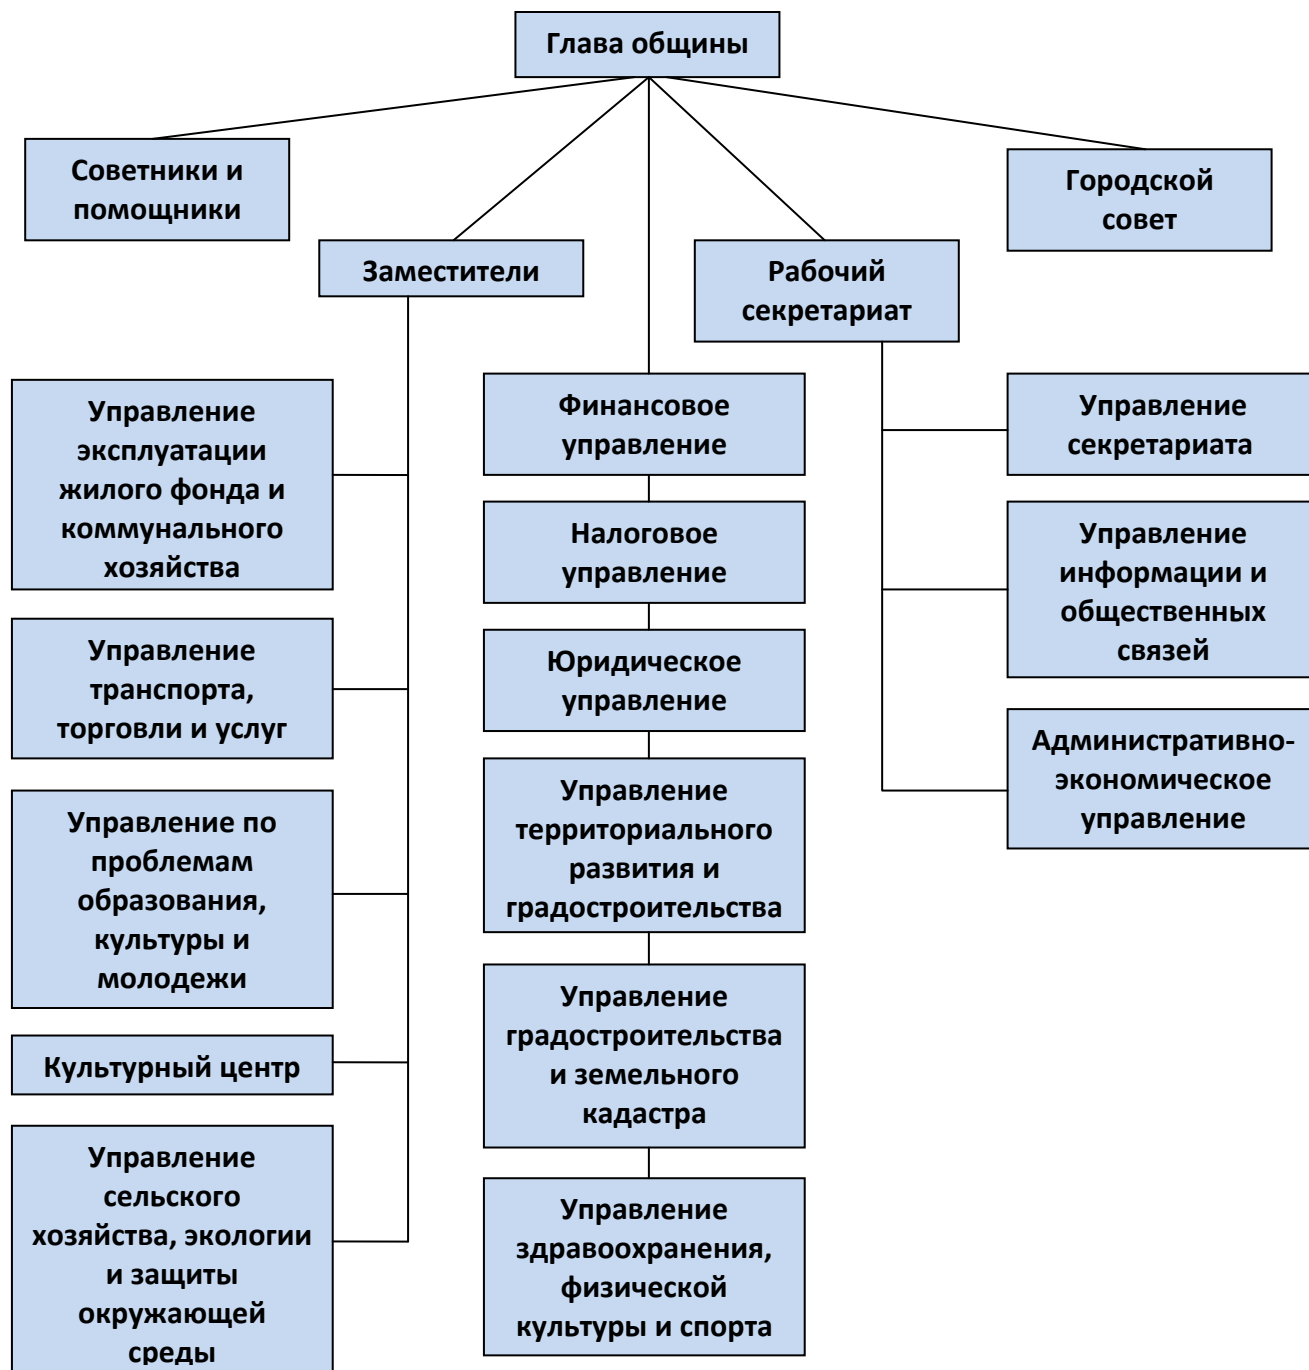 Глава общины
Советники и
помощники
Городской
совет
Заместители
Рабочий
секретариат
Управление
эксплуатации
жилого фонда и
коммунального
хозяйства
Управление
транспорта,
торговли и услуг
Управление по
проблемам
образования,
культуры и
молодежи
Культурный центр
Управление
сельского
хозяйства, экологии
и защиты
окружающей
среды
Финансовое
управление
Налоговое
управление
Юридическое
управление
Управление
территориального
развития и
градостроительства
Управление
градостроительства
и земельного
кадастра
Управление
здравоохранения,
физической
культуры и спорта
Управление
секретариата
Управление
информации и
общественных
связей
Административно-
экономическое
управление